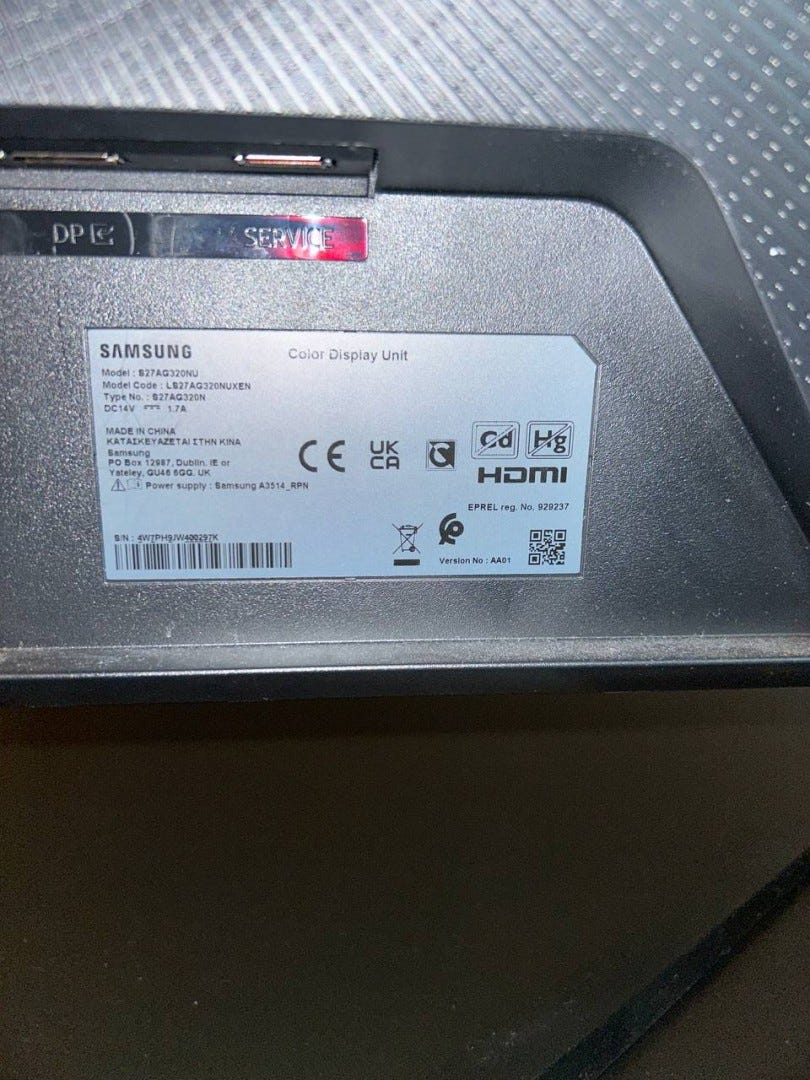 DP
SERVICE
SAMSUNG
Color Display Unit
Model : S27AG320NU
Model Code : LS27AG320NUXEN
Type No. : S27AG320N
DC14V 1.7A
MADE IN CHINA
ΚΑΤΑΣΚΕΥΑΖΕΤΑΙ ΣΤΗΝ ΚΙΝΑ
Samsung
PO Box 12987, Dublin. IE or
Yateley, GU46 6GG. UK
Power supply : Samsung A3514_RPN
CE
UK
CA
Cd
Hg
HDMI
EPREL reg. No. 929237
S/N : 4W7PH9JW400297K
Version No : AA01